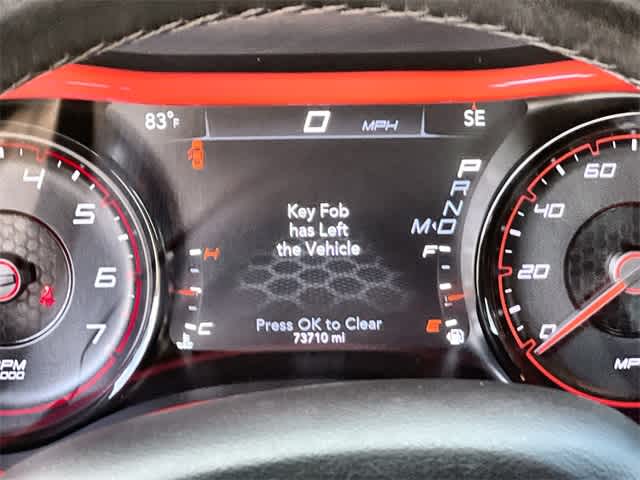 83°F
0 MPH
SE
P
R
N
M<D
Key Fob
has Left
the Vehicle
Press OK to Clear
73710 mi
H
C
F
E
4
5
6
7
60
40
20
0